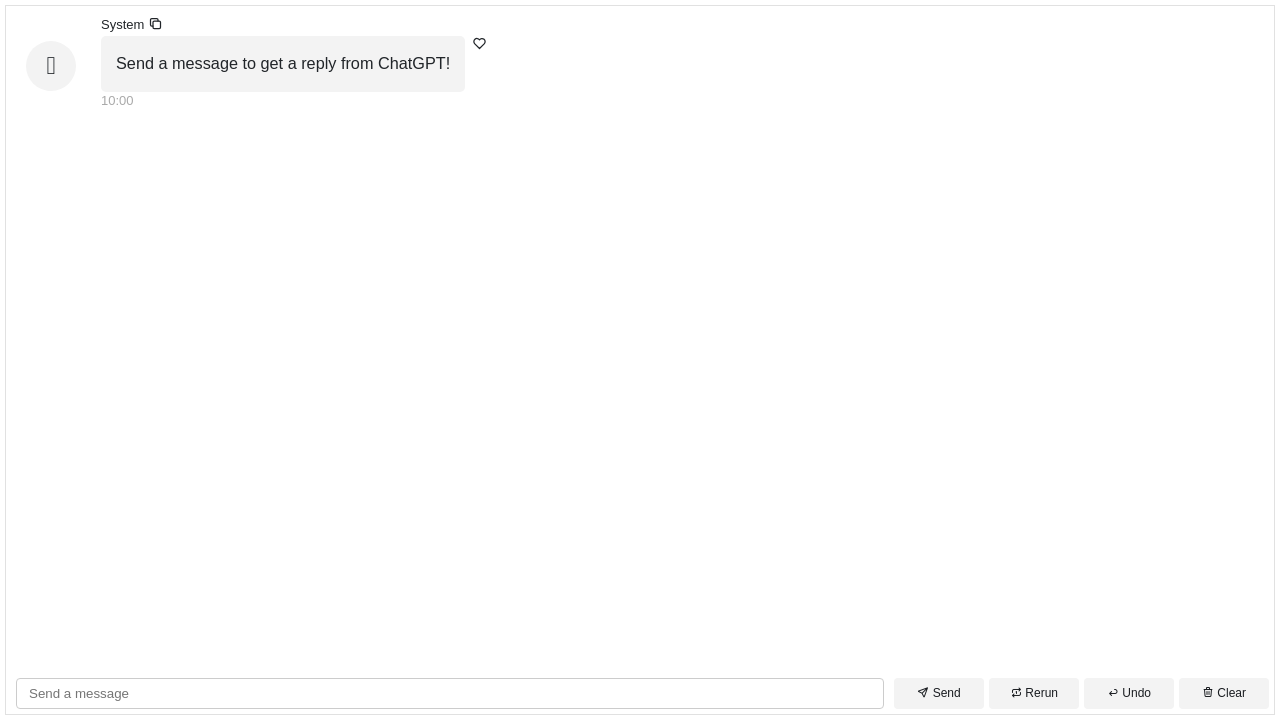 System
Send a message to get a reply from ChatGPT!
10:00
Send a message
Send
Rerun
Undo
Clear